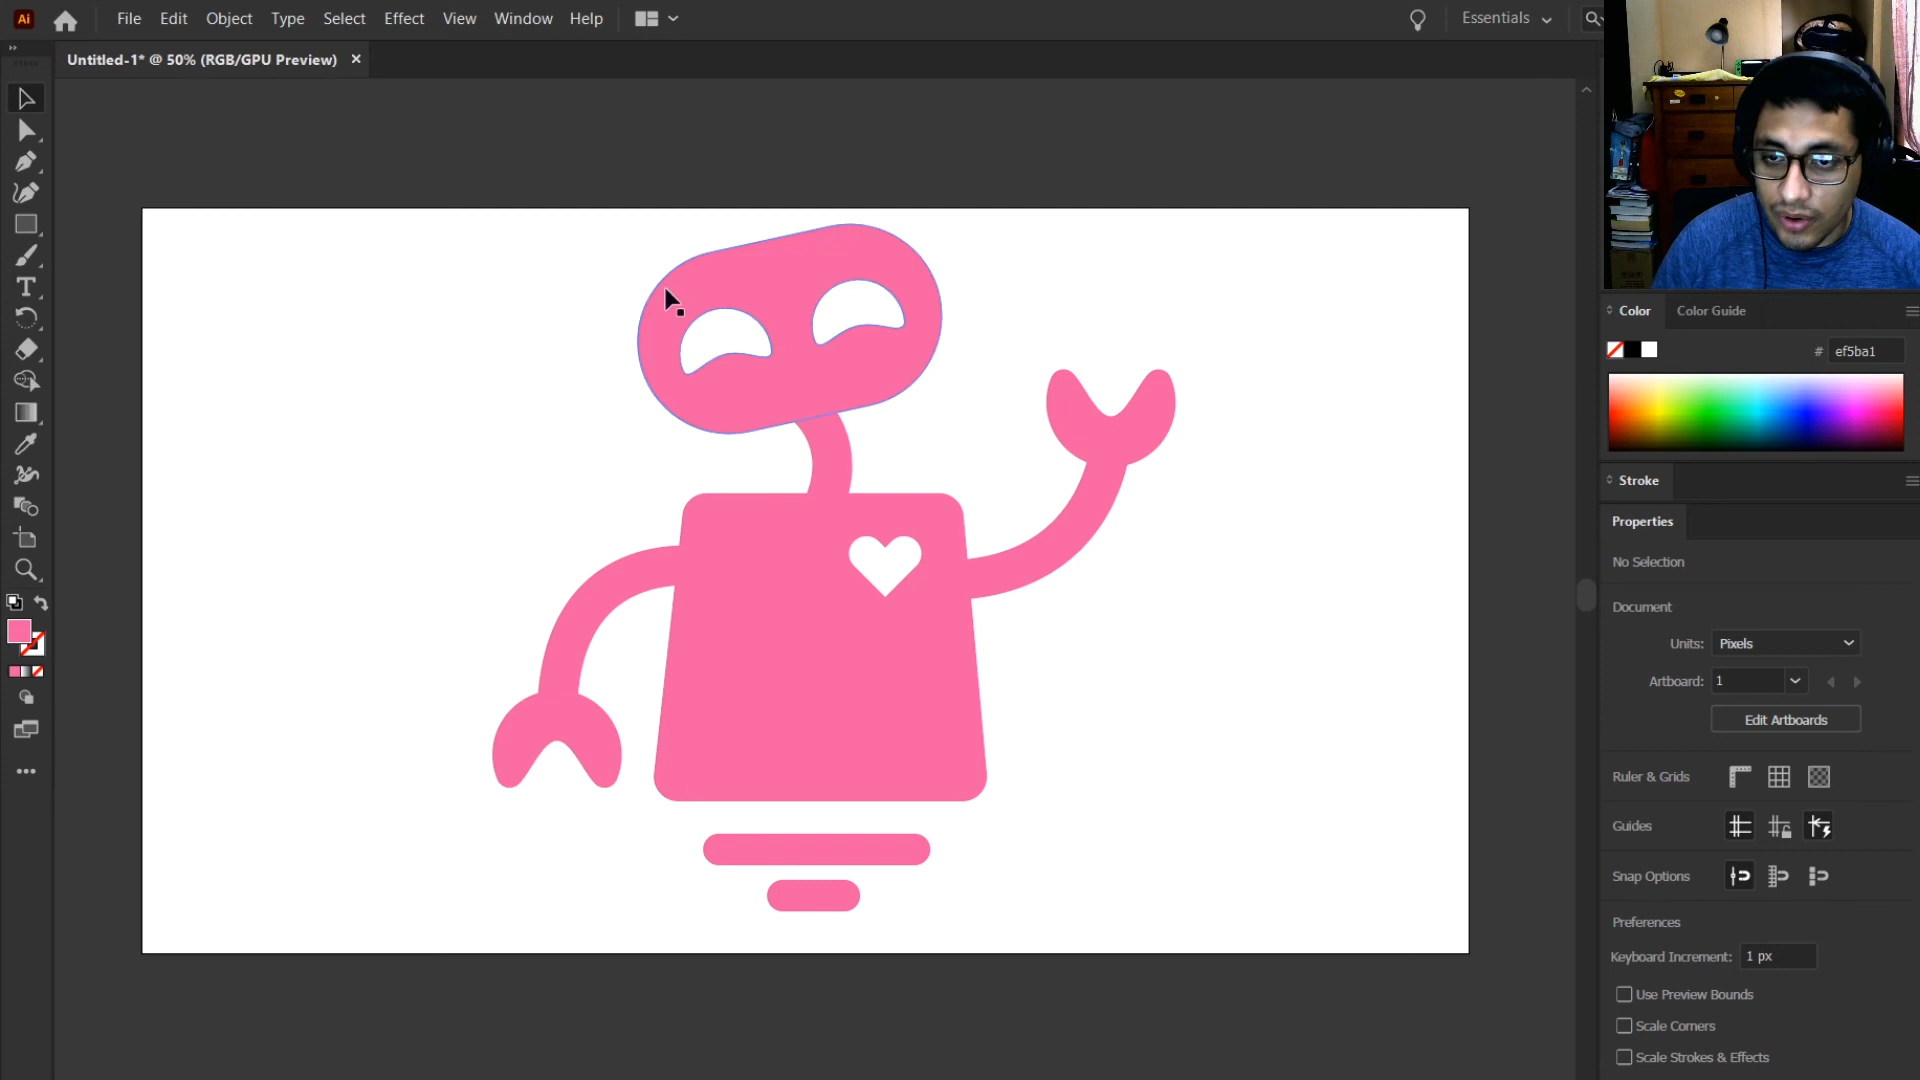 Ai File Edit Object Type Select Effect View Window Help Essentials
Untitled-1* @ 50% (RGB/GPU Preview) ×
Color Color Guide
# ef5ba1
Stroke
Properties
No Selection
Document
Units: Pixels
Artboard: 1
Edit Artboards
Ruler & Grids
Guides
Snap Options
Preferences
Keyboard Increment: 1 px
Use Preview Bounds
Scale Corners
Scale Strokes & Effects